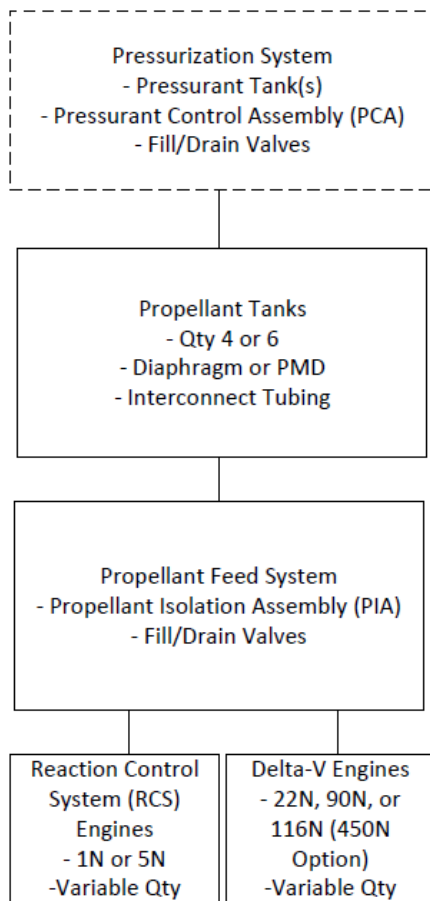 Pressurization System
- Pressurant Tank(s)
- Pressurant Control Assembly (PCA)
- Fill/Drain Valves
Propellant Tanks
- Qty 4 or 6
- Diaphragm or PMD
- Interconnect Tubing
Propellant Feed System
- Propellant Isolation Assembly (PIA)
- Fill/Drain Valves
Reaction Control
System (RCS)
Engines
- 1N or 5N
-Variable Qty
Delta-V Engines
- 22N, 90N, or
116N (450N
Option)
-Variable Qty